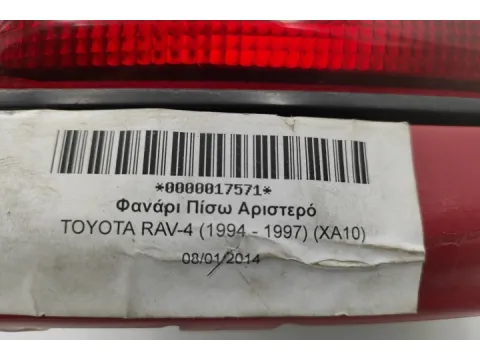 *0000017571*
Φανάρι Πίσω Αριστερό
TOYOTA RAV-4 (1994 - 1997) (XA10)
08/01/2014